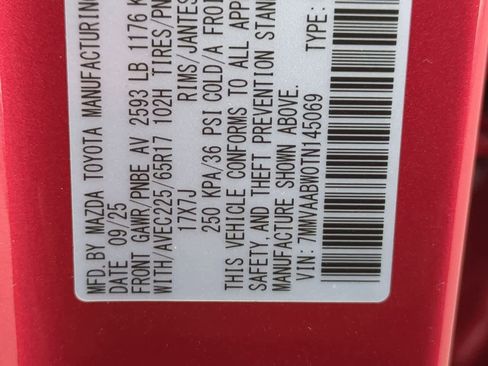 MFD. BY MAZDA TOYOTA MANUFACTURING
DATE 09/25
FRONT GAWR/PNBE AV 2593 LB 1176 K
WITH/AVEC225/65R17 102H TIRES/PN
17X7J RIMS/JANTES
250 KPA/36 PSI COLD/A FRO
THIS VEHICLE CONFORMS TO ALL APP
SAFETY AND THEFT PREVENTION STAN
MANUFACTURE SHOWN ABOVE.
VIN: 7MMVAABW0TN145069 TYPE: